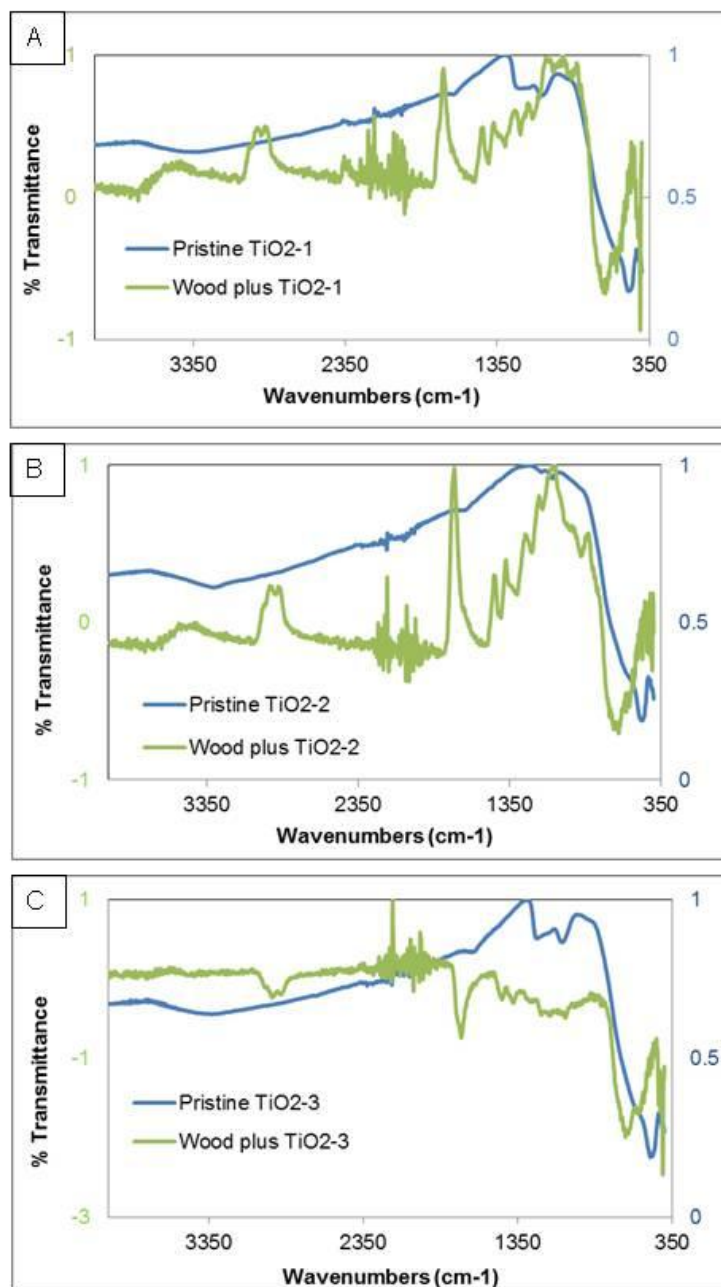 A
1
1
% Transmittance
0
0.5
Pristine TiO2-1
Wood plus TiO2-1
-1
0
3350
2350
1350
350
Wavenumbers (cm-1)
B
1
1
% Transmittance
0
0.5
Pristine TiO2-2
Wood plus TiO2-2
-1
0
3350
2350
1350
350
Wavenumbers (cm-1)
C
1
1
% Transmittance
-1
0.5
Pristine TiO2-3
Wood plus TiO2-3
-3
0
3350
2350
1350
350
Wavenumbers (cm-1)